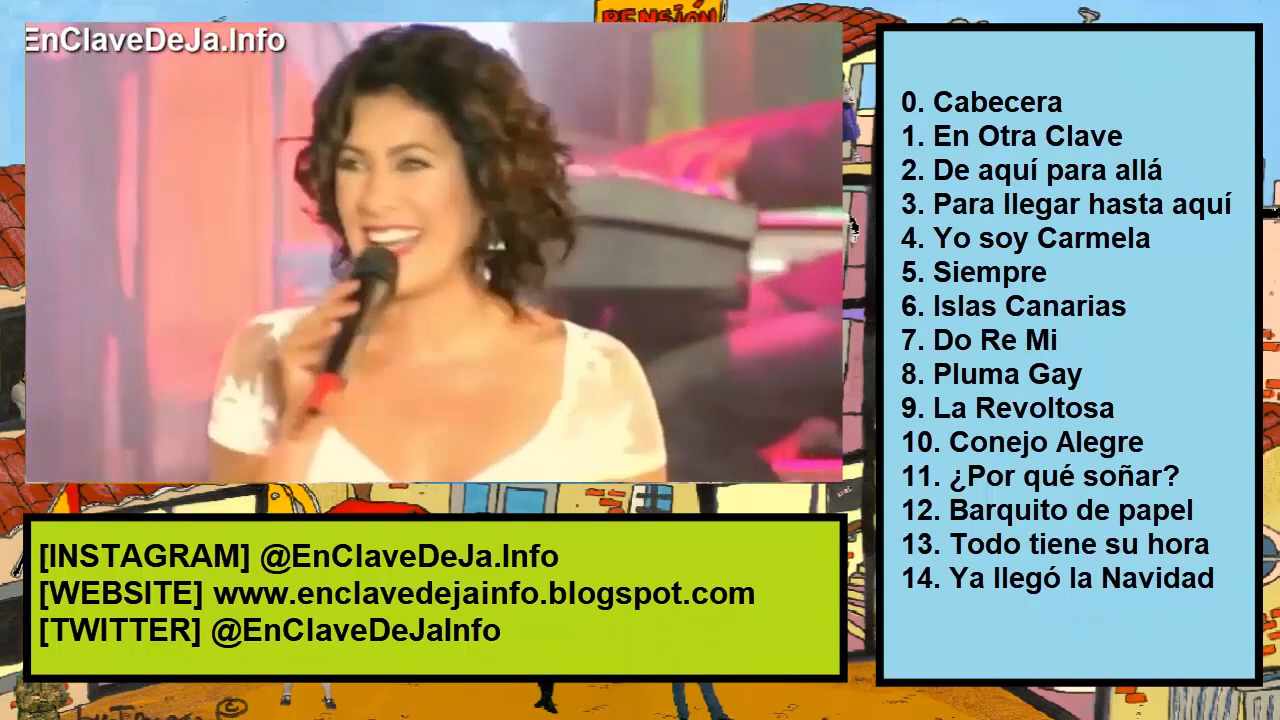 PENSIÓN
EnClaveDeJa.Info
0. Cabecera
1. En Otra Clave
2. De aquí para allá
3. Para llegar hasta aquí
4. Yo soy Carmela
5. Siempre
6. Islas Canarias
7. Do Re Mi
8. Pluma Gay
9. La Revoltosa
10. Conejo Alegre
11. ¿Por qué soñar?
12. Barquito de papel
13. Todo tiene su hora
14. Ya llegó la Navidad
[INSTAGRAM] @EnClaveDeJa.Info
[WEBSITE] www.enclavedejainfo.blogspot.com
[TWITTER] @EnClaveDeJaInfo